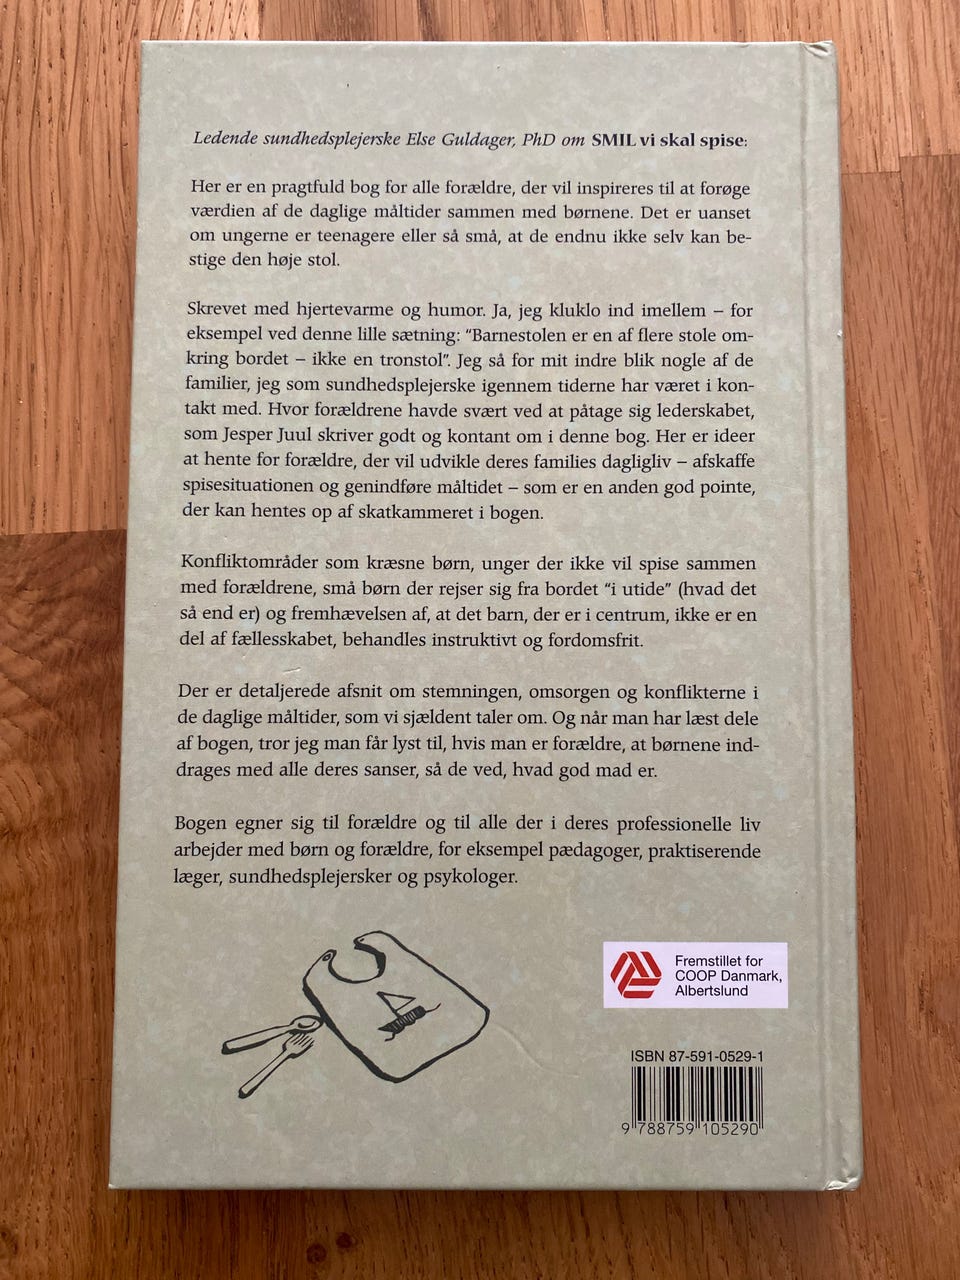 Ledende sundhedsplejerske Else Guldager, PhD om SMIL vi skal spise:
Her er en pragtfuld bog for alle forældre, der vil inspireres til at forøge
værdien af de daglige måltider sammen med børnene. Det er uanset
om ungerne er teenagere eller så små, at de endnu ikke selv kan be-
stige den høje stol.
Skrevet med hjertevarme og humor. Ja, jeg kluklo ind imellem – for
eksempel ved denne lille sætning: "Barnestolen er en af flere stole om-
kring bordet – ikke en tronstol". Jeg så for mit indre blik nogle af de
familier, jeg som sundhedsplejerske igennem tiderne har været i kon-
takt med. Hvor forældrene havde svært ved at påtage sig lederskabet,
som Jesper Juul skriver godt og kontant om i denne bog. Her er ideer
at hente for forældre, der vil udvikle deres families dagligliv – afskaffe
spisesituationen og genindføre måltidet – som er en anden god pointe,
der kan hentes op af skatkammeret i bogen.
Konfliktområder som kræsne børn, unger der ikke vil spise sammen
med forældrene, små børn der rejser sig fra bordet "i utide" (hvad det
så end er) og fremhævelsen af, at det barn, der er i centrum, ikke er en
del af fællesskabet, behandles instruktivt og fordomsfrit.
Der er detaljerede afsnit om stemningen, omsorgen og konflikterne i
de daglige måltider, som vi sjældent taler om. Og når man har læst dele
af bogen, tror jeg man får lyst til, hvis man er forældre, at børnene ind-
drages med alle deres sanser, så de ved, hvad god mad er.
Bogen egner sig til forældre og til alle der i deres professionelle liv
arbejder med børn og forældre, for eksempel pædagoger, praktiserende
læger, sundhedsplejersker og psykologer.
Fremstillet for
COOP Danmark,
Albertslund
ISBN 87-591-0529-1
9 788759 105290